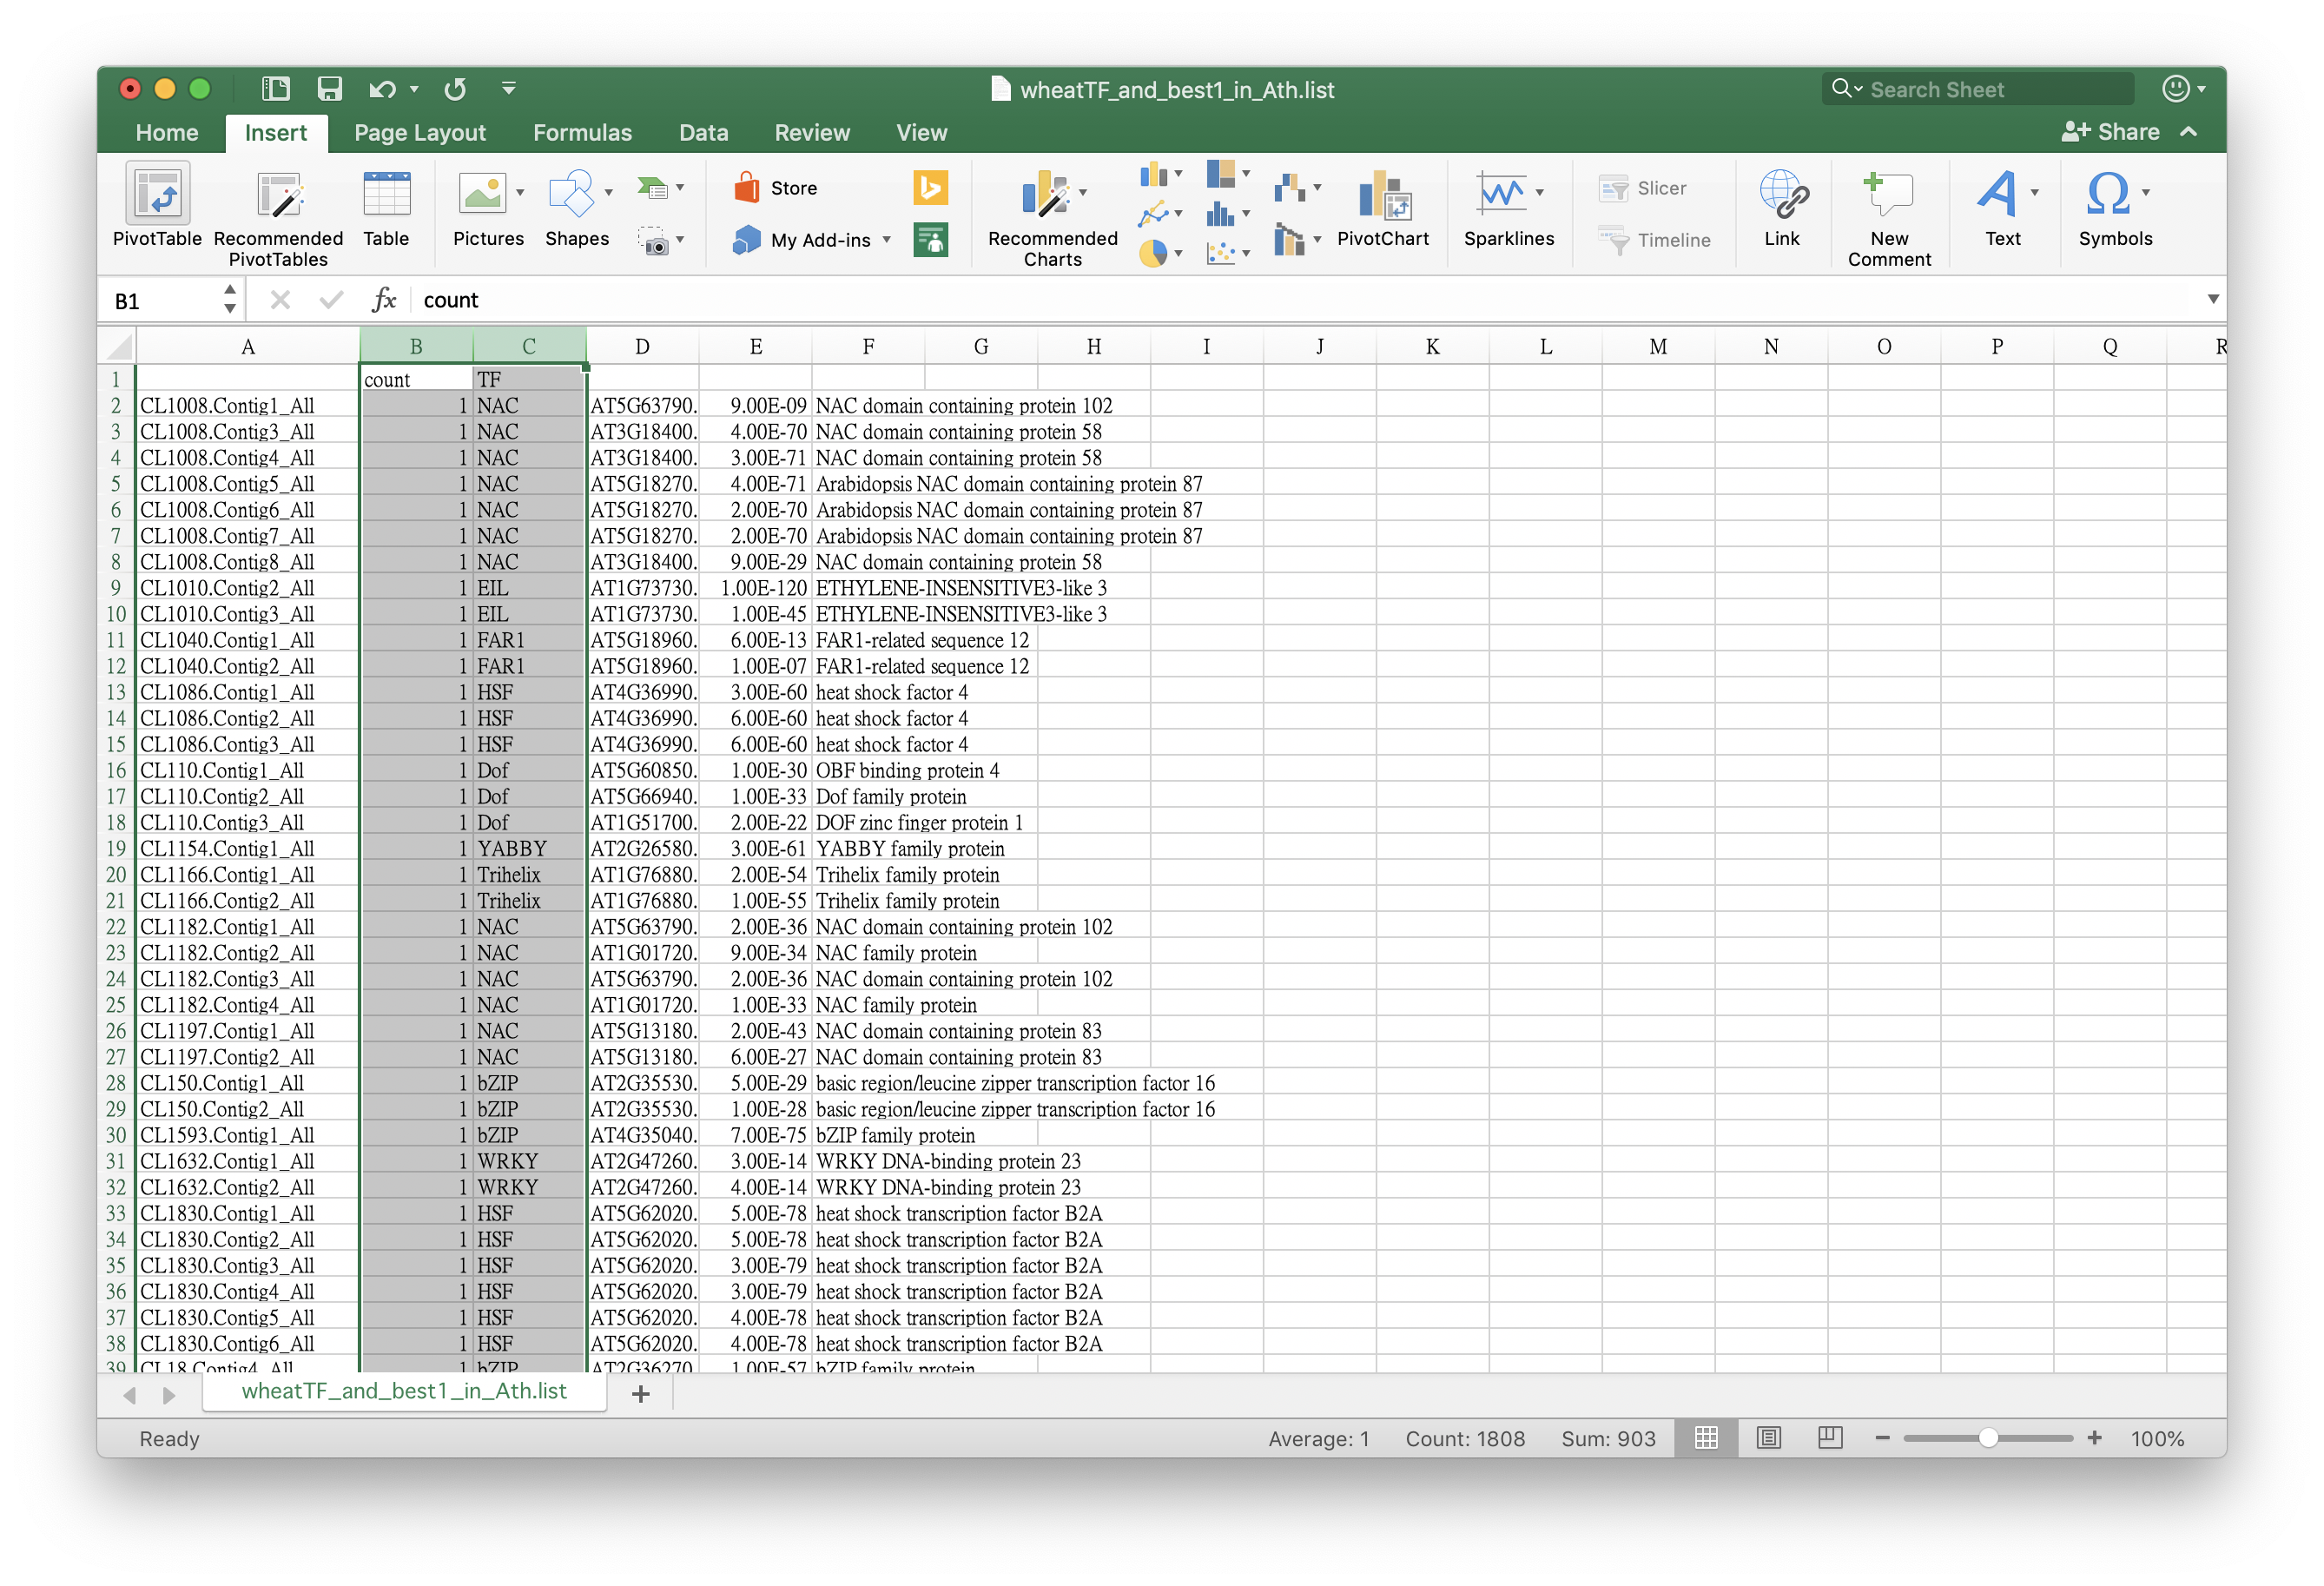 wheatTF_and_best1_in_Ath.list
Search Sheet
Home Insert Page Layout Formulas Data Review View
Share
PivotTable
Recommended PivotTables
Table
Pictures
Shapes
Store
My Add-ins
Recommended Charts
PivotChart
Sparklines
Slicer
Timeline
Link
New Comment
Text
Symbols
B1 fx count
A B C D E F G H I J K L M N O P Q R
1 count TF
2 CL1008.Contig1_All 1 NAC AT5G63790. 9.00E-09 NAC domain containing protein 102
3 CL1008.Contig3_All 1 NAC AT3G18400. 4.00E-70 NAC domain containing protein 58
4 CL1008.Contig4_All 1 NAC AT3G18400. 3.00E-71 NAC domain containing protein 58
5 CL1008.Contig5_All 1 NAC AT5G18270. 4.00E-71 Arabidopsis NAC domain containing protein 87
6 CL1008.Contig6_All 1 NAC AT5G18270. 2.00E-70 Arabidopsis NAC domain containing protein 87
7 CL1008.Contig7_All 1 NAC AT5G18270. 2.00E-70 Arabidopsis NAC domain containing protein 87
8 CL1008.Contig8_All 1 NAC AT3G18400. 9.00E-29 NAC domain containing protein 58
9 CL1010.Contig2_All 1 EIL AT1G73730. 1.00E-120 ETHYLENE-INSENSITIVE3-like 3
10 CL1010.Contig3_All 1 EIL AT1G73730. 1.00E-45 ETHYLENE-INSENSITIVE3-like 3
11 CL1040.Contig1_All 1 FAR1 AT5G18960. 6.00E-13 FAR1-related sequence 12
12 CL1040.Contig2_All 1 FAR1 AT5G18960. 1.00E-07 FAR1-related sequence 12
13 CL1086.Contig1_All 1 HSF AT4G36990. 3.00E-60 heat shock factor 4
14 CL1086.Contig2_All 1 HSF AT4G36990. 6.00E-60 heat shock factor 4
15 CL1086.Contig3_All 1 HSF AT4G36990. 6.00E-60 heat shock factor 4
16 CL110.Contig1_All 1 Dof AT5G60850. 1.00E-30 OBF binding protein 4
17 CL110.Contig2_All 1 Dof AT5G66940. 1.00E-33 Dof family protein
18 CL110.Contig3_All 1 Dof AT1G51700. 2.00E-22 DOF zinc finger protein 1
19 CL1154.Contig1_All 1 YABBY AT2G26580. 3.00E-61 YABBY family protein
20 CL1166.Contig1_All 1 Trihelix AT1G76880. 2.00E-54 Trihelix family protein
21 CL1166.Contig2_All 1 Trihelix AT1G76880. 1.00E-55 Trihelix family protein
22 CL1182.Contig1_All 1 NAC AT5G63790. 2.00E-36 NAC domain containing protein 102
23 CL1182.Contig2_All 1 NAC AT1G01720. 9.00E-34 NAC family protein
24 CL1182.Contig3_All 1 NAC AT5G63790. 2.00E-36 NAC domain containing protein 102
25 CL1182.Contig4_All 1 NAC AT1G01720. 1.00E-33 NAC family protein
26 CL1197.Contig1_All 1 NAC AT5G13180. 2.00E-43 NAC domain containing protein 83
27 CL1197.Contig2_All 1 NAC AT5G13180. 6.00E-27 NAC domain containing protein 83
28 CL150.Contig1_All 1 bZIP AT2G35530. 5.00E-29 basic region/leucine zipper transcription factor 16
29 CL150.Contig2_All 1 bZIP AT2G35530. 1.00E-28 basic region/leucine zipper transcription factor 16
30 CL1593.Contig1_All 1 bZIP AT4G35040. 7.00E-75 bZIP family protein
31 CL1632.Contig1_All 1 WRKY AT2G47260. 3.00E-14 WRKY DNA-binding protein 23
32 CL1632.Contig2_All 1 WRKY AT2G47260. 4.00E-14 WRKY DNA-binding protein 23
33 CL1830.Contig1_All 1 HSF AT5G62020. 5.00E-78 heat shock transcription factor B2A
34 CL1830.Contig2_All 1 HSF AT5G62020. 5.00E-78 heat shock transcription factor B2A
35 CL1830.Contig3_All 1 HSF AT5G62020. 3.00E-79 heat shock transcription factor B2A
36 CL1830.Contig4_All 1 HSF AT5G62020. 3.00E-79 heat shock transcription factor B2A
37 CL1830.Contig5_All 1 HSF AT5G62020. 4.00E-78 heat shock transcription factor B2A
38 CL1830.Contig6_All 1 HSF AT5G62020. 4.00E-78 heat shock transcription factor B2A
39 CL18.Contig4_All 1 bZIP AT2G36270. 1.00E-57 bZIP family protein
wheatTF_and_best1_in_Ath.list
Ready Average: 1 Count: 1808 Sum: 903 100%